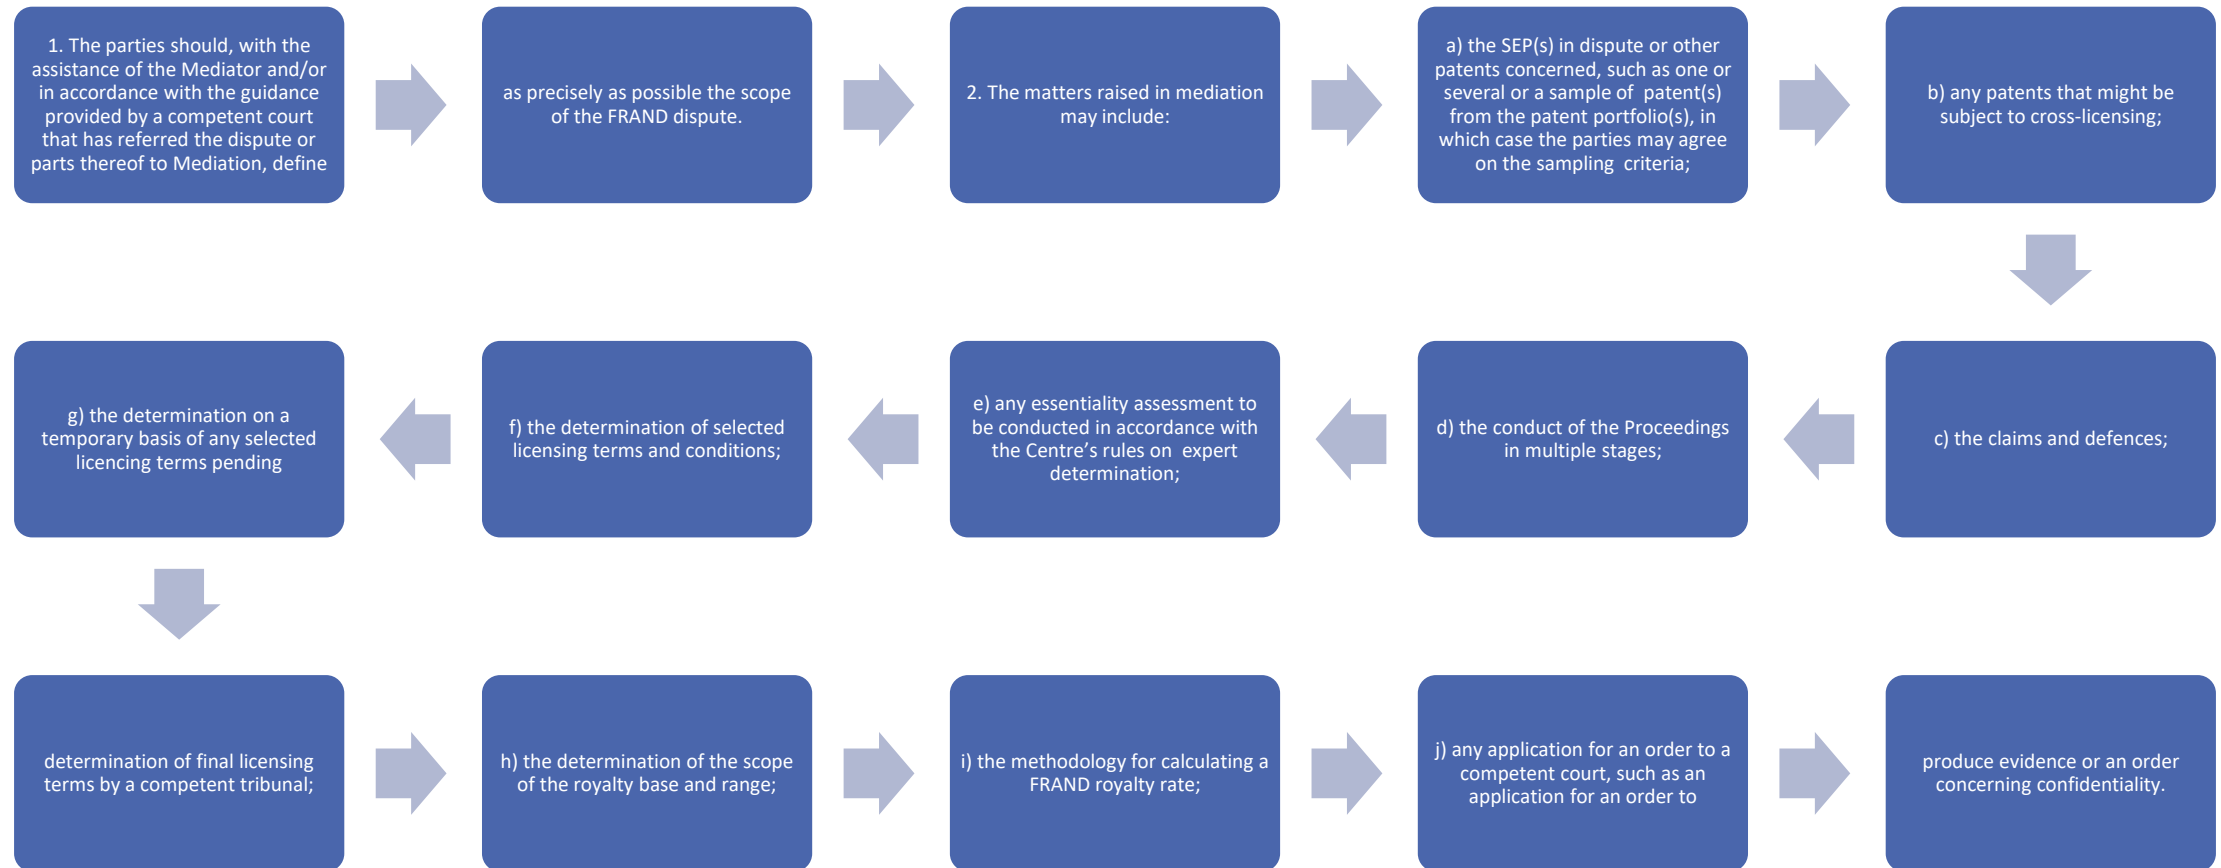 1. The parties should, with the
assistance of the Mediator and/or
in accordance with the guidance
provided by a competent court
that has referred the dispute or
parts thereof to Mediation, define
as precisely as possible the scope
of the FRAND dispute.
2. The matters raised in mediation
may include:
a) the SEP(s) in dispute or other
patents concerned, such as one or
several or a sample of patent(s)
from the patent portfolio(s), in
which case the parties may agree
on the sampling criteria;
b) any patents that might be
subject to cross-licensing;
c) the claims and defences;
d) the conduct of the Proceedings
in multiple stages;
e) any essentiality assessment to
be conducted in accordance with
the Centre’s rules on expert
determination;
f) the determination of selected
licensing terms and conditions;
g) the determination on a
temporary basis of any selected
licencing terms pending
determination of final licensing
terms by a competent tribunal;
h) the determination of the scope
of the royalty base and range;
i) the methodology for calculating a
FRAND royalty rate;
j) any application for an order to a
competent court, such as an
application for an order to
produce evidence or an order
concerning confidentiality.